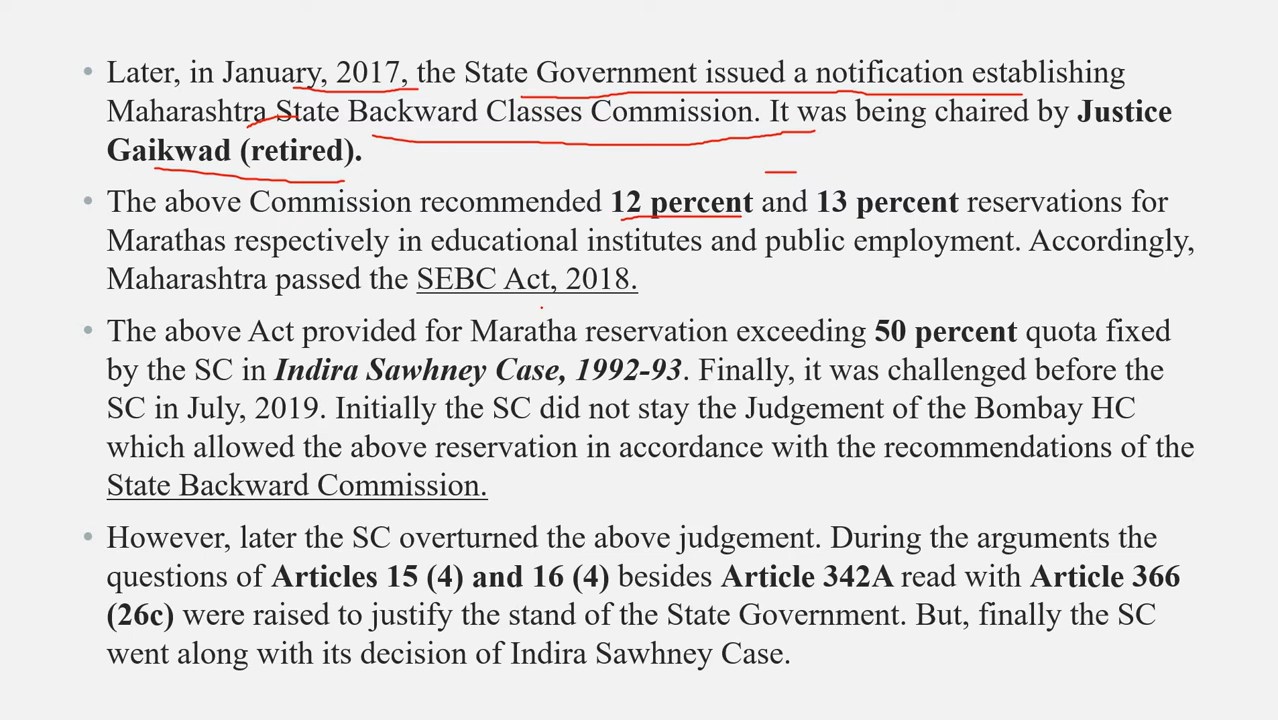 • Later, in January, 2017, the State Government issued a notification establishing
Maharashtra State Backward Classes Commission. It was being chaired by Justice
Gaikwad (retired).
• The above Commission recommended 12 percent and 13 percent reservations for
Marathas respectively in educational institutes and public employment. Accordingly,
Maharashtra passed the SEBC Act, 2018.
• The above Act provided for Maratha reservation exceeding 50 percent quota fixed
by the SC in Indira Sawhney Case, 1992-93. Finally, it was challenged before the
SC in July, 2019. Initially the SC did not stay the Judgement of the Bombay HC
which allowed the above reservation in accordance with the recommendations of the
State Backward Commission.
• However, later the SC overturned the above judgement. During the arguments the
questions of Articles 15 (4) and 16 (4) besides Article 342A read with Article 366
(26c) were raised to justify the stand of the State Government. But, finally the SC
went along with its decision of Indira Sawhney Case.